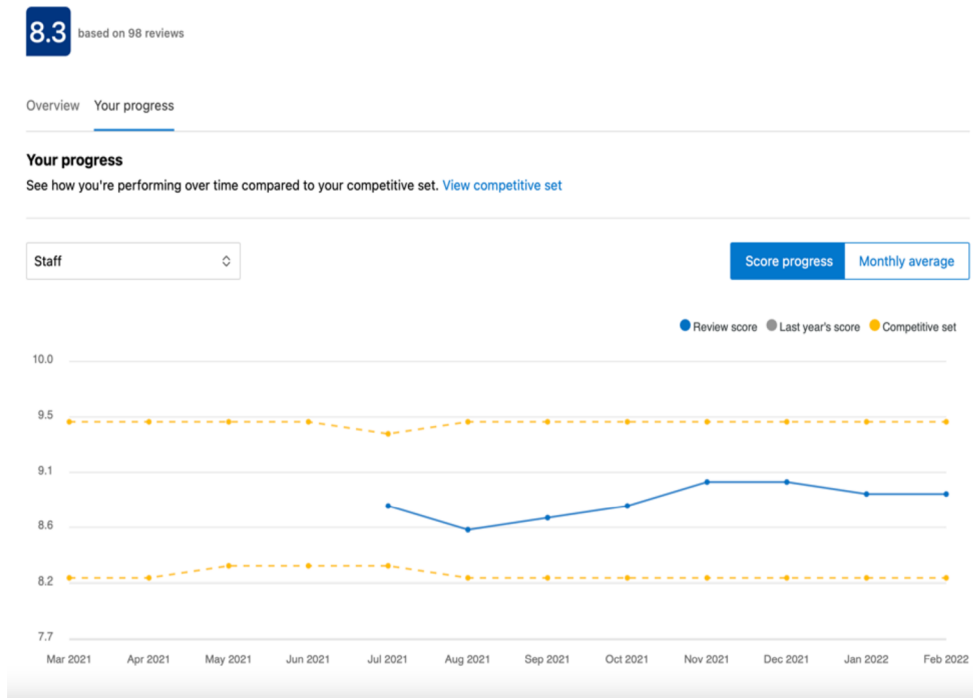 8.3 based on 98 reviews
Overview Your progress
Your progress
See how you're performing over time compared to your competitive set. View competitive set
Staff
Score progress Monthly average
Review score Last year's score Competitive set
10.0
9.5
9.1
8.6
8.2
7.7
Mar 2021 Apr 2021 May 2021 Jun 2021 Jul 2021 Aug 2021 Sep 2021 Oct 2021 Nov 2021 Dec 2021 Jan 2022 Feb 2022